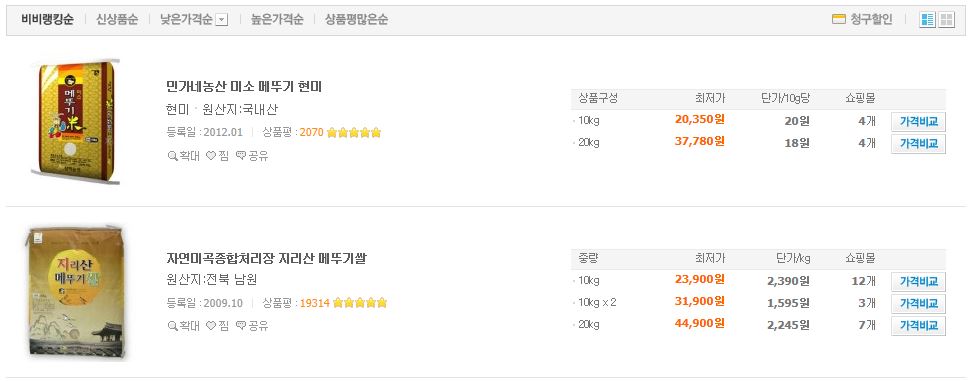 비비랭킹순 신상품순 낮은가격순 높은가격순 상품평많은순 청구할인
메뚜기
米
민가네농산 미소 메뚜기 현미
현미 · 원산지:국내산
등록일 : 2012.01 상품평 : 2070
확대 찜 공유
상품구성 최저가 단가/10g당 쇼핑몰
10kg 20,350원 20원 4개 가격비교
20kg 37,780원 18원 4개 가격비교
지리산
메뚜기쌀
자연미곡종합처리장 지리산 메뚜기쌀
원산지:전북 남원
등록일 : 2009.10 상품평 : 19314
확대 찜 공유
중량 최저가 단가/kg 쇼핑몰
10kg 23,900원 2,390원 12개 가격비교
10kg x 2 31,900원 1,595원 3개 가격비교
20kg 44,900원 2,245원 7개 가격비교